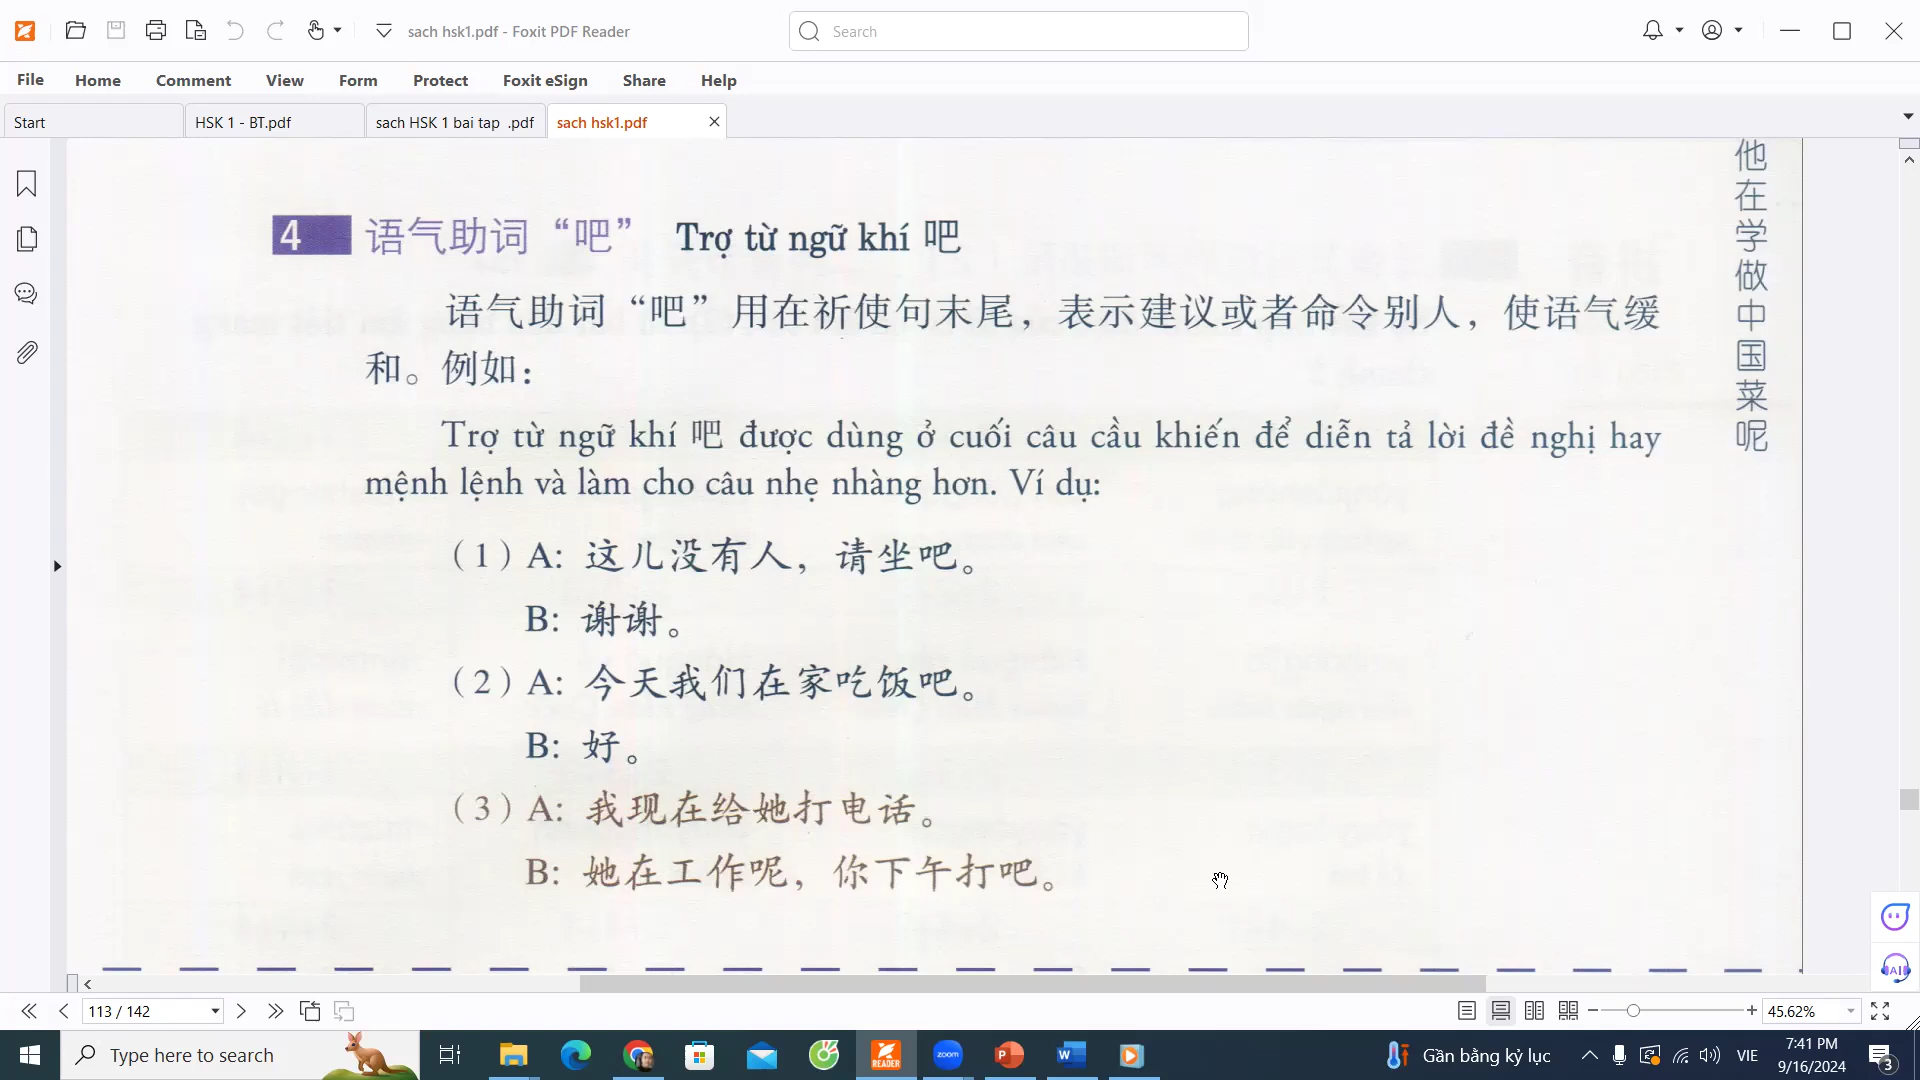 sach hsk1.pdf - Foxit PDF Reader
Search
File Home Comment View Form Protect Foxit eSign Share Help
Start
HSK 1 - BT.pdf
sach HSK 1 bai tap .pdf
sach hsk1.pdf
他在学做中国菜呢
4 语气助词“吧” Trợ từ ngữ khí 吧
语气助词“吧”用在祈使句末尾，表示建议或者命令别人，使语气缓
和。例如：
Trợ từ ngữ khí 吧 được dùng ở cuối câu cầu khiến để diễn tả lời đề nghị hay
mệnh lệnh và làm cho câu nhẹ nhàng hơn. Ví dụ:
（1）A: 这儿没有人，请坐吧。
B: 谢谢。
（2）A: 今天我们在家吃饭吧。
B: 好。
（3）A: 我现在给她打电话。
B: 她在工作呢，你下午打吧。
113 / 142
45.62%
Type here to search
READER
zoom
Gần bằng kỷ lục
VIE
7:41 PM
9/16/2024
3